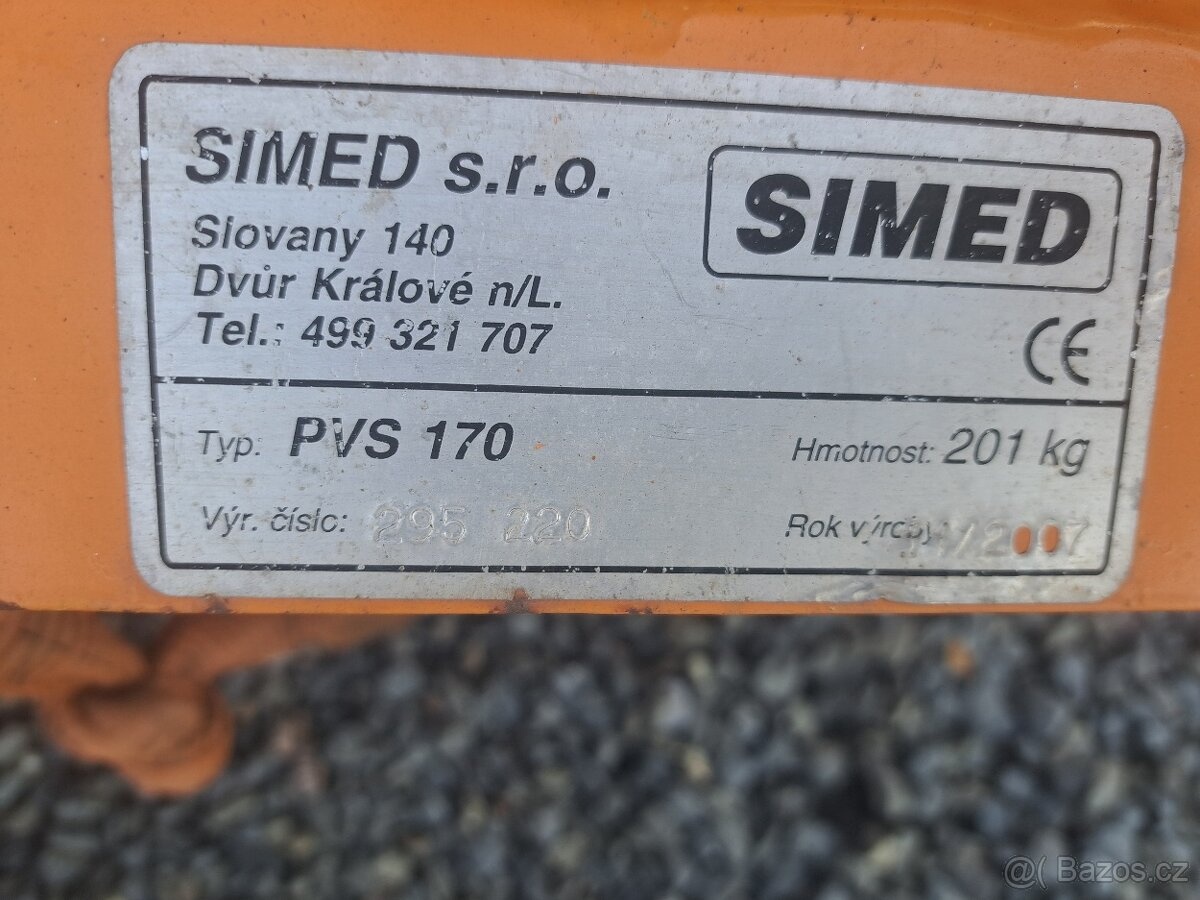 SIMED s.r.o.
Slovany 140
Dvůr Králové n/L.
Tel.: 499 321 707
SIMED
CE
Typ: PVS 170
Hmotnost: 201 kg
Výr. číslo: 295 220
Rok výroby: /2007
Bazos.cz